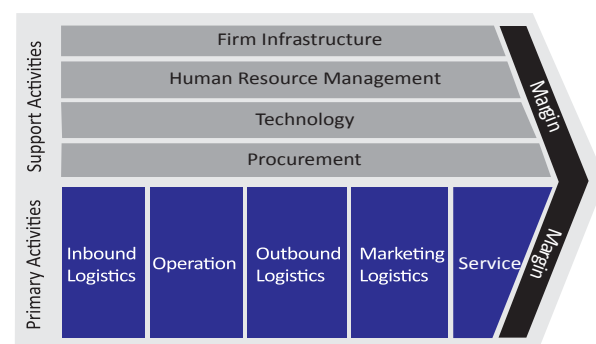 Support Activities
Firm Infrastructure
Human Resource Management
Technology
Procurement
Margin
Primary Activities
Inbound
Logistics
Operation
Outbound
Logistics
Marketing
Logistics
Service
Margin